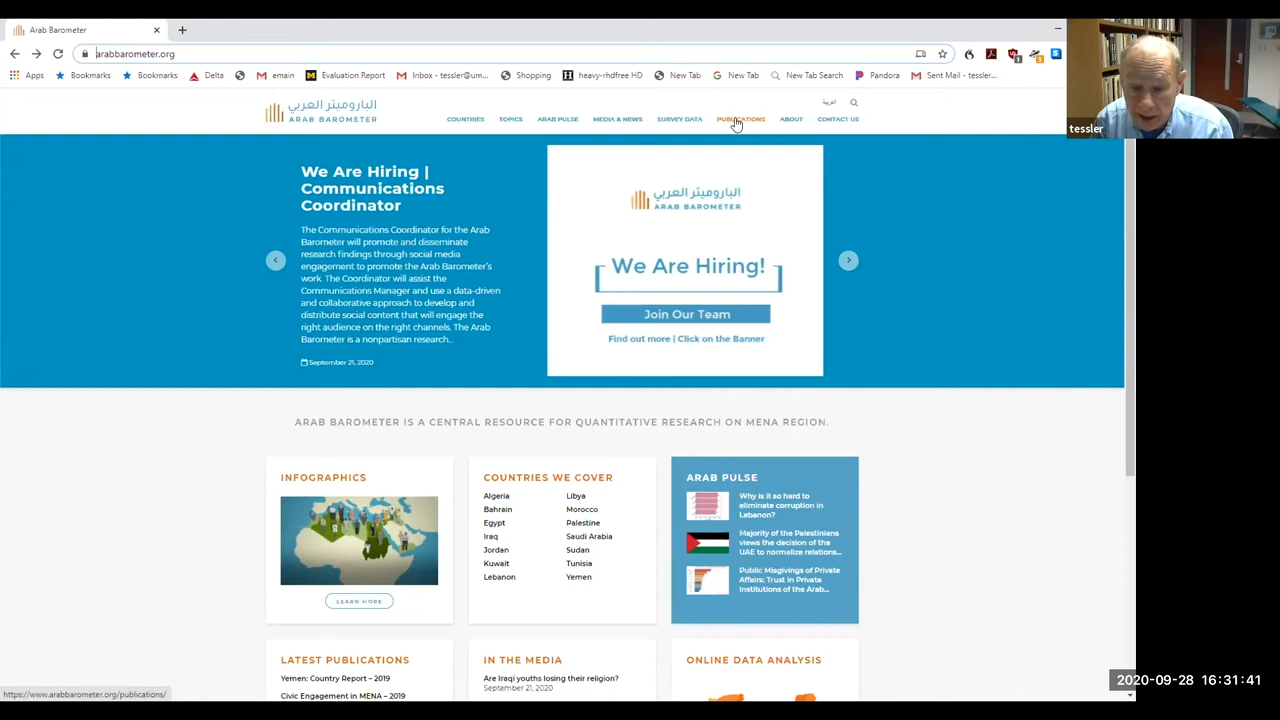 Arab Barometer
arabbarometer.org
Apps Bookmarks Bookmarks Delta emain Evaluation Report Inbox - tessler@um... Shopping heavy-rhdfree HD New Tab New Tab New Tab Search Pandora Sent Mail - tessler@...
tessler
الباروميتر العربي
ARAB BAROMETER
العربية
COUNTRIES TOPICS ARAB PULSE MEDIA & NEWS SURVEY DATA PUBLICATIONS ABOUT CONTACT US
We Are Hiring |
Communications
Coordinator
The Communications Coordinator for the Arab
Barometer will promote and disseminate
research findings through social media
engagement to promote the Arab Barometer's
work. The Coordinator will assist the
Communications Manager and use a data-driven
and collaborative approach to develop and
distribute social content that will engage the
right audience on the right channels. The Arab
Barometer is a nonpartisan research...
September 21, 2020
الباروميتر العربي
ARAB BAROMETER
We Are Hiring!
Join Our Team
Find out more | Click on the Banner
ARAB BAROMETER IS A CENTRAL RESOURCE FOR QUANTITATIVE RESEARCH ON MENA REGION.
INFOGRAPHICS
LEARN MORE
COUNTRIES WE COVER
Algeria Libya
Bahrain Morocco
Egypt Palestine
Iraq Saudi Arabia
Jordan Sudan
Kuwait Tunisia
Lebanon Yemen
ARAB PULSE
Why is it so hard to
eliminate corruption in
Lebanon?
Majority of the Palestinians
views the decision of the
UAE to normalize relations...
Public Misgivings of Private
Affairs: Trust in Private
Institutions of the Arab...
LATEST PUBLICATIONS
Yemen: Country Report – 2019
Civic Engagement in MENA – 2019
IN THE MEDIA
Are Iraqi youths losing their religion?
September 21, 2020
ONLINE DATA ANALYSIS
https://www.arabbarometer.org/publications/
2020-09-28 16:31:41